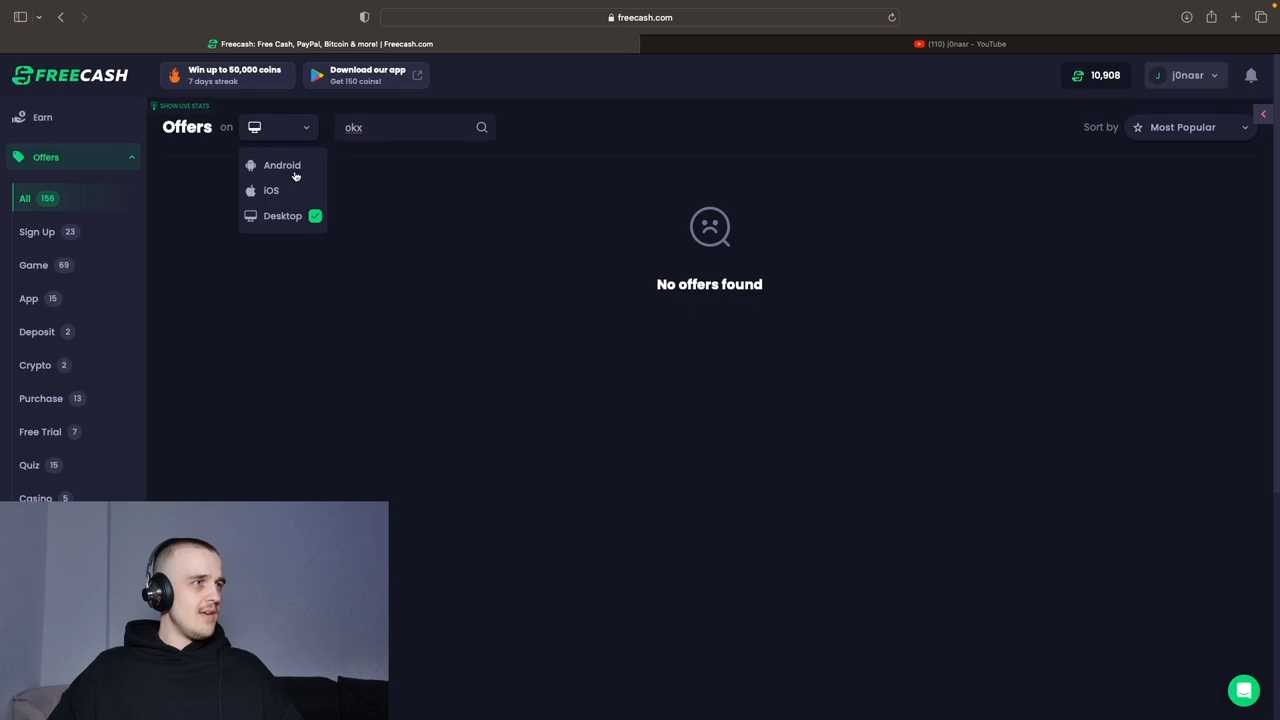 freecash.com
Freecash: Free Cash, PayPal, Bitcoin & more! | Freecash.com
(110) j0nasr - YouTube
FREECASH
Win up to 50,000 coins
7 days streak
Download our app
Get 150 coins!
10,908
J j0nasr
SHOW LIVE STATS
Earn
Offers on
okx
Sort by
Most Popular
Offers
Android
iOS
Desktop
All 156
Sign Up 23
Game 69
App 15
Deposit 2
Crypto 2
Purchase 13
Free Trial 7
Quiz 15
Casino 5
No offers found